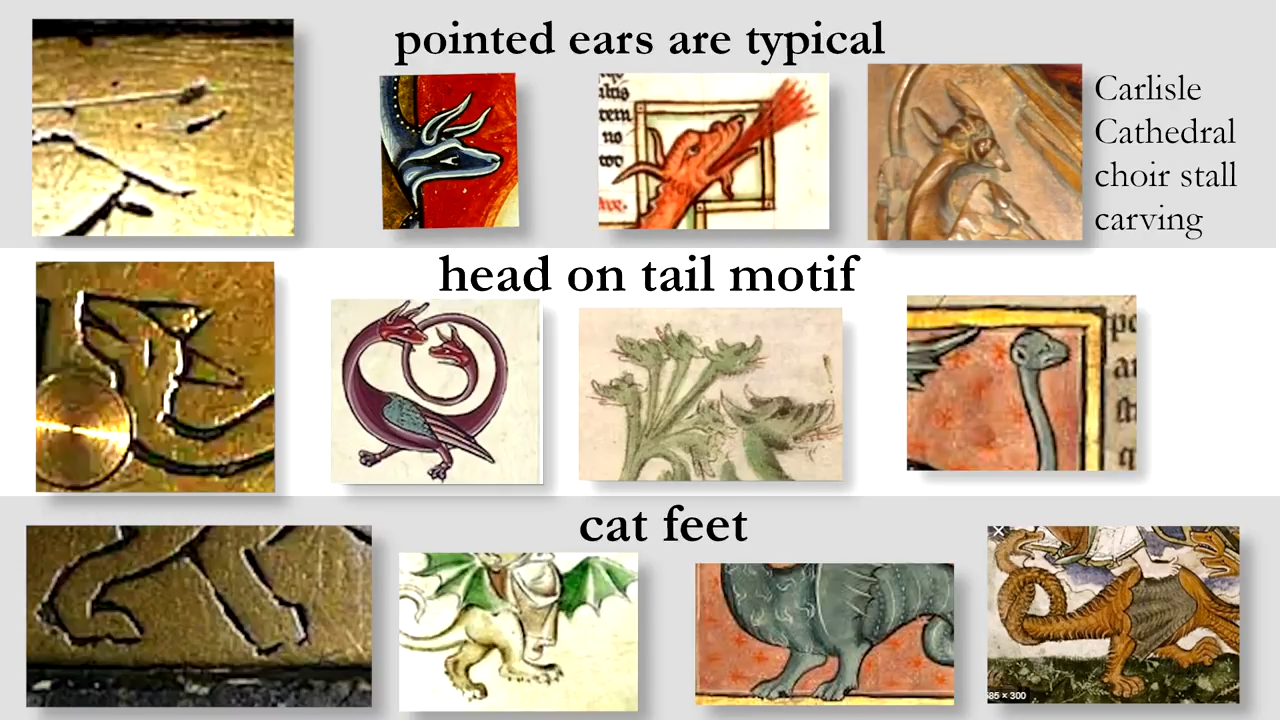 pointed ears are typical
Carlisle
Cathedral
choir stall
carving
head on tail motif
cat feet